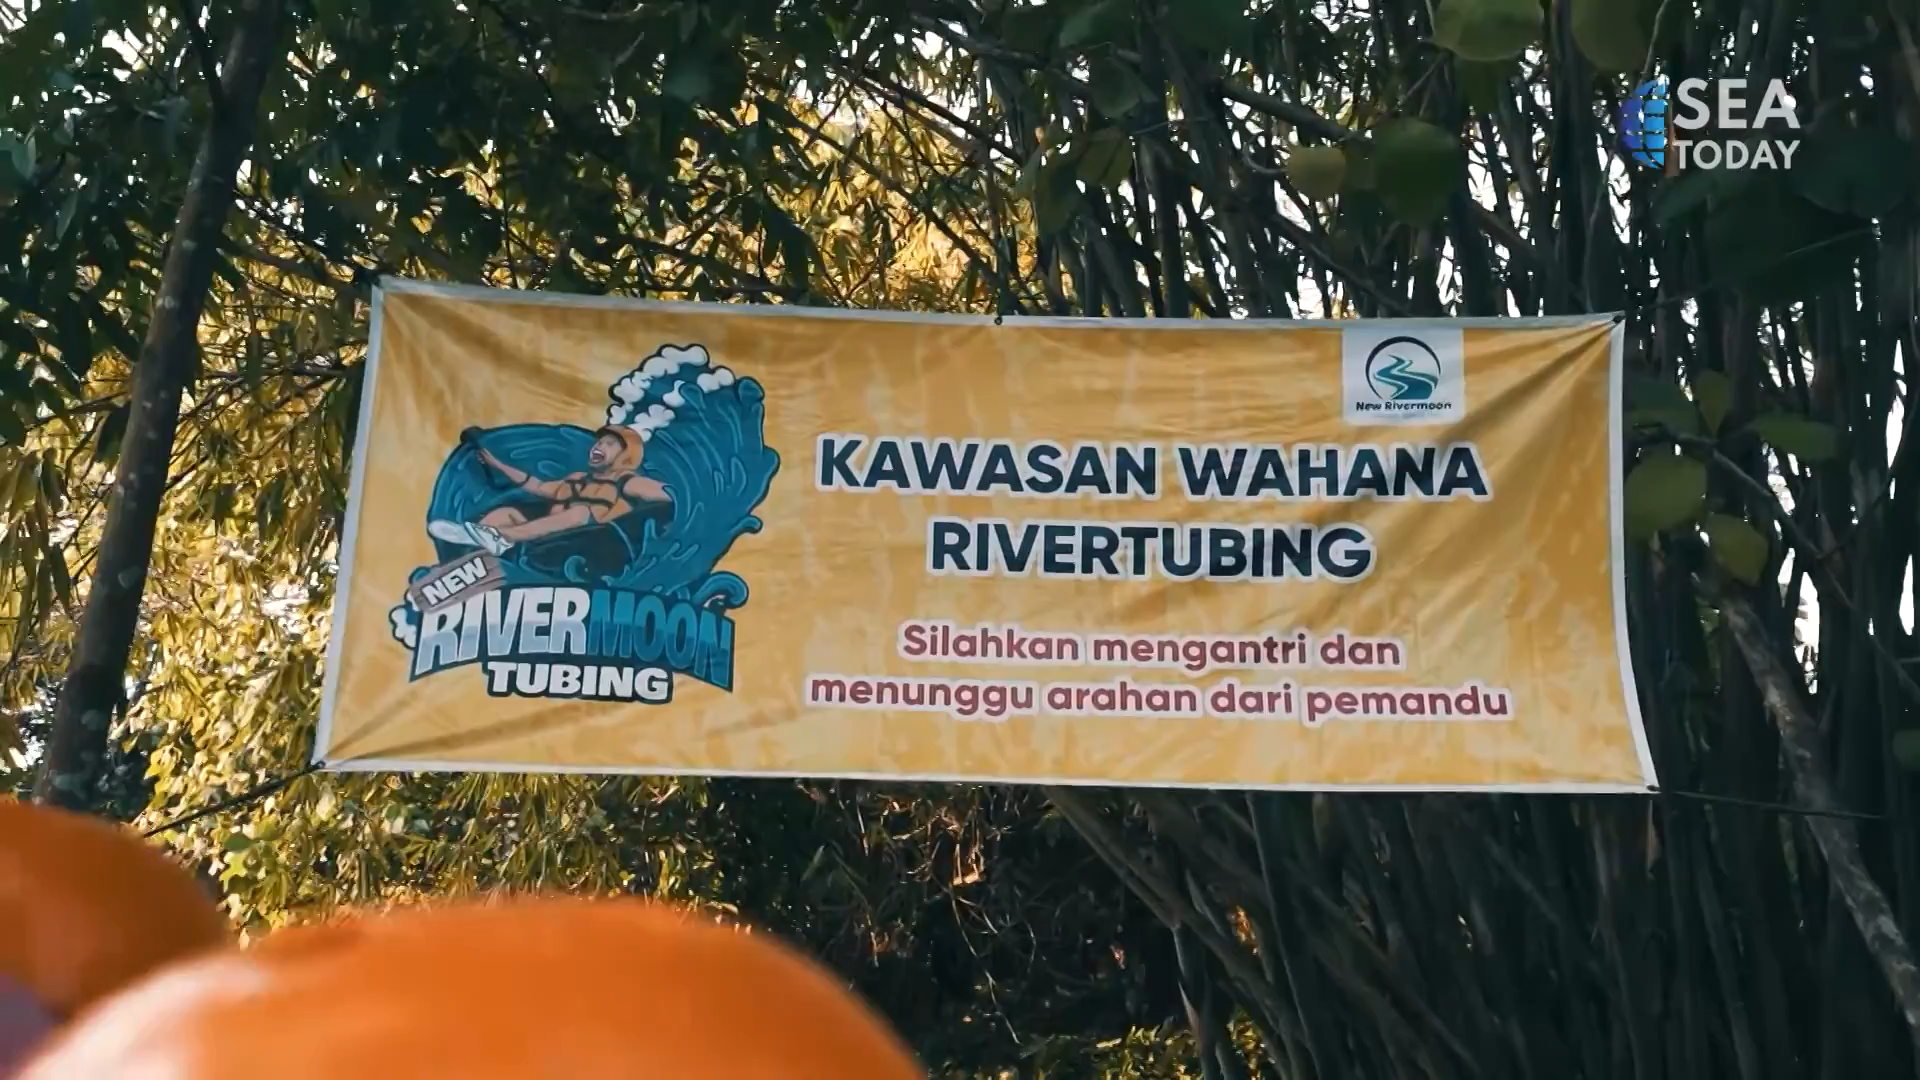 SEA
TODAY
New Rivermoon
KAWASAN WAHANA
RIVERTUBING
Silahkan mengantri dan
menunggu arahan dari pemandu
NEW
RIVERMOON
TUBING